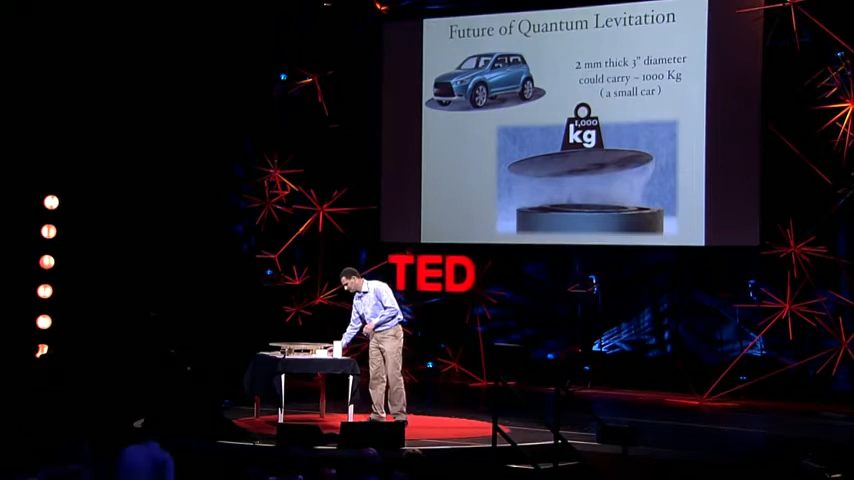 Future of Quantum Levitation
2 mm thick 3" diameter
could carry ~ 1000 Kg
( a small car )
1,000
kg
TED